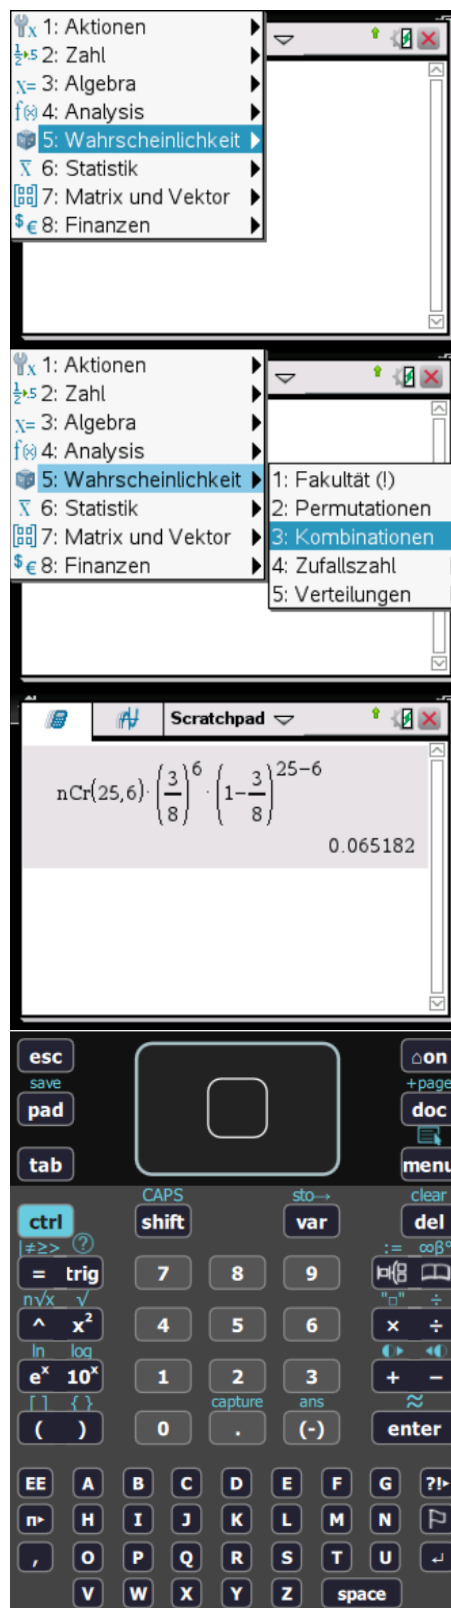 1: Aktionen
2: Zahl
3: Algebra
4: Analysis
5: Wahrscheinlichkeit
6: Statistik
7: Matrix und Vektor
8: Finanzen
1: Aktionen
2: Zahl
3: Algebra
4: Analysis
5: Wahrscheinlichkeit
6: Statistik
7: Matrix und Vektor
8: Finanzen
1: Fakultät (!)
2: Permutationen
3: Kombinationen
4: Zufallszahl
5: Verteilungen
Scratchpad
nCr(25,6)·(3/8)^6·(1-3/8)^25-6
0.065182
esc
on
save
+page
pad
doc
tab
menu
CAPS
sto→
clear
ctrl
shift
var
del
|≠≥>
?
:=
∞β°
=
trig
7
8
9
n√x
√
"□"
÷
^
x²
4
5
6
×
÷
ln
log
eˣ
10ˣ
1
2
3
+
−
[ ]
{ }
capture
ans
≈
(
)
0
.
(-)
enter
EE
A
B
C
D
E
F
G
?!▸
π▸
H
I
J
K
L
M
N
,
O
P
Q
R
S
T
U
↵
V
W
X
Y
Z
space